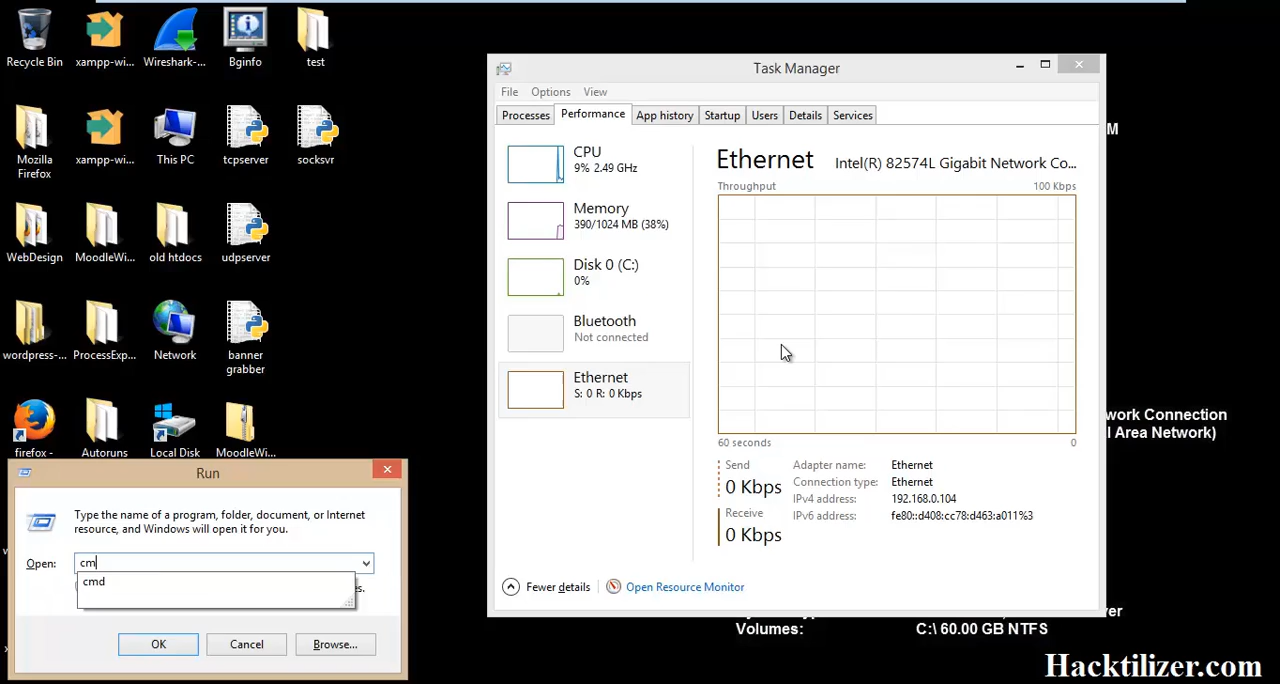 Recycle Bin
xampp-wi...
Wireshark-...
Bginfo
test
Mozilla
Firefox
xampp-wi...
This PC
tcpserver
socksvr
WebDesign
MoodleWi...
old htdocs
udpserver
wordpress-...
ProcessExp...
Network
banner
grabber
firefox -
Autoruns
Local Disk
MoodleWi...
Run
Type the name of a program, folder, document, or Internet
resource, and Windows will open it for you.
Open:
cm
cmd
es.
OK
Cancel
Browse...
Task Manager
File
Options
View
Processes
Performance
App history
Startup
Users
Details
Services
CPU
9% 2.49 GHz
Memory
390/1024 MB (38%)
Disk 0 (C:)
0%
Bluetooth
Not connected
Ethernet
S: 0 R: 0 Kbps
Ethernet
Intel(R) 82574L Gigabit Network Co...
Throughput
100 Kbps
60 seconds
0
Send
0 Kbps
Receive
0 Kbps
Adapter name:
Ethernet
Connection type:
Ethernet
IPv4 address:
192.168.0.104
IPv6 address:
fe80::d408:cc78:d463:a011%3
Fewer details
Open Resource Monitor
M
work Connection
l Area Network)
er
Volumes:
C:\ 60.00 GB NTFS
Hacktilizer.com